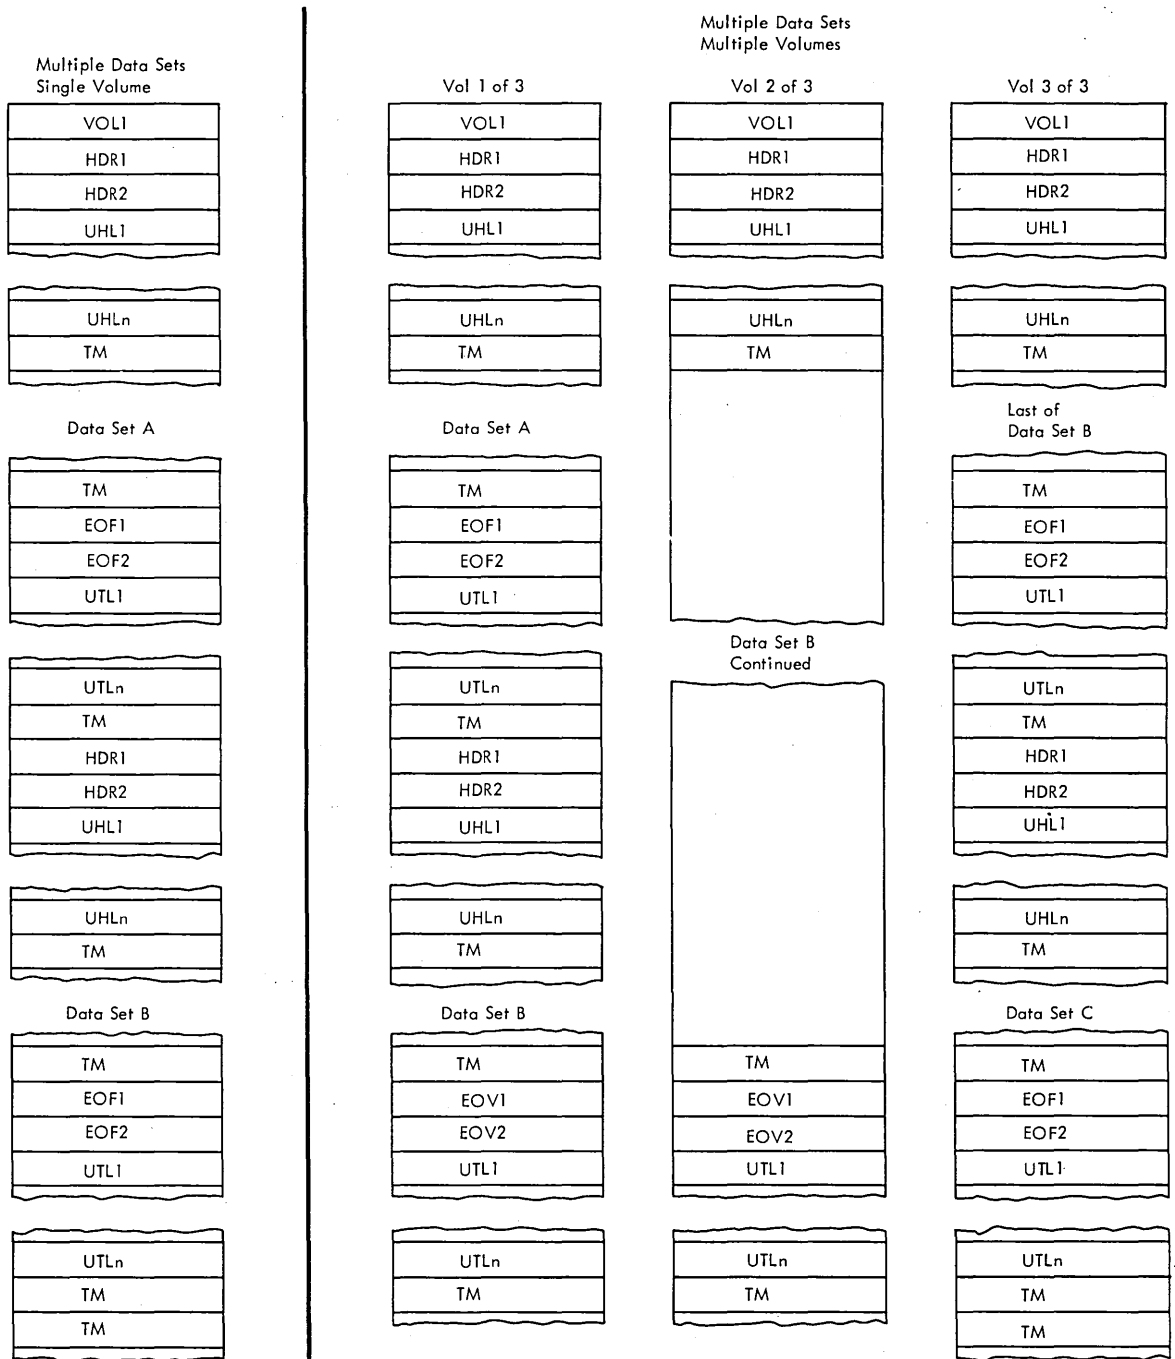 Multiple Data Sets
Single Volume
VOL1
HDR1
HDR2
UHL1
UHLn
TM
Data Set A
TM
EOF1
EOF2
UTL1
UTLn
TM
HDR1
HDR2
UHL1
UHLn
TM
Data Set B
TM
EOF1
EOF2
UTL1
UTLn
TM
TM
Multiple Data Sets
Multiple Volumes
Vol 1 of 3
VOL1
HDR1
HDR2
UHL1
UHLn
TM
Data Set A
TM
EOF1
EOF2
UTL1
UTLn
TM
HDR1
HDR2
UHL1
UHLn
TM
Data Set B
TM
EOV1
EOV2
UTL1
UTLn
TM
Vol 2 of 3
VOL1
HDR1
HDR2
UHL1
UHLn
TM
Data Set B
Continued
TM
EOV1
EOV2
UTL1
UTLn
TM
Vol 3 of 3
VOL1
HDR1
HDR2
UHL1
UHLn
TM
Last of
Data Set B
TM
EOF1
EOF2
UTL1
UTLn
TM
HDR1
HDR2
UHL1
UHLn
TM
Data Set C
TM
EOF1
EOF2
UTL1
UTLn
TM
TM